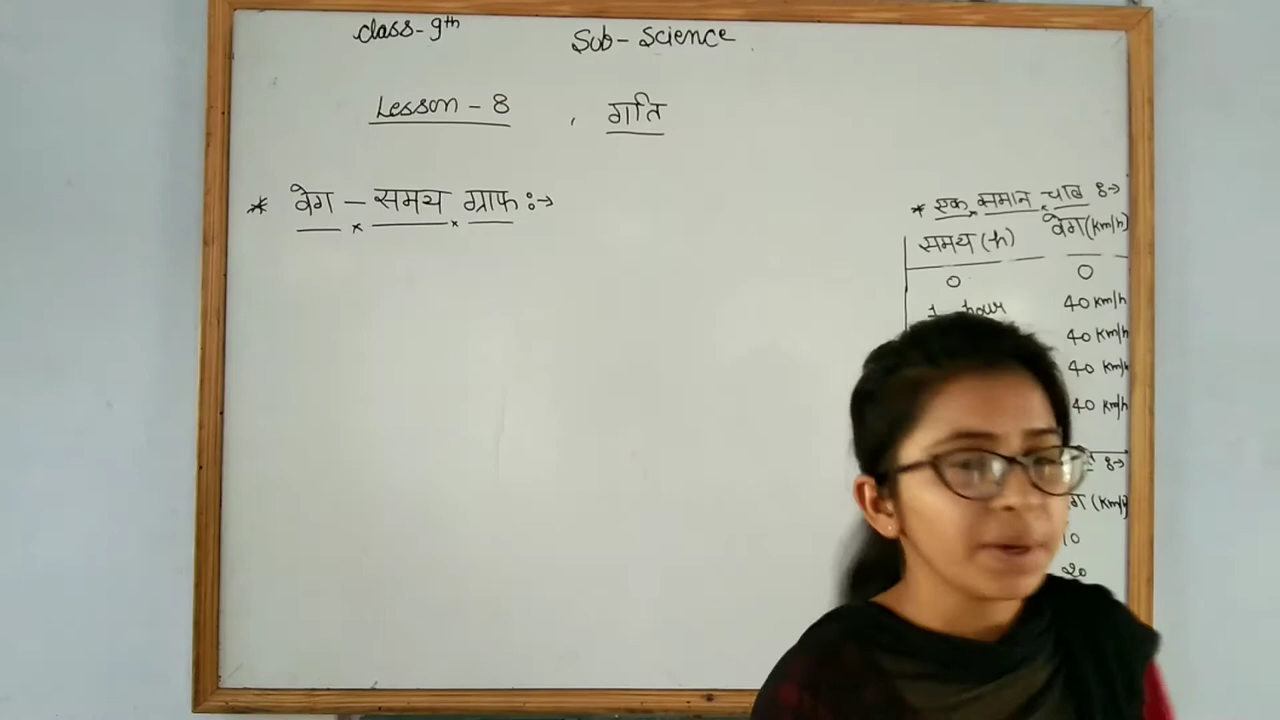 class-9th Sub-Science
Lesson-8, गति
* वेग - समय ग्राफ :→
* एक समान चाल :→
समय (h) वेग (km/h)
0 0
1 hour 40 km/h
40 km/h
40 km/h
40 km/h
:→
(km/h)
10
20